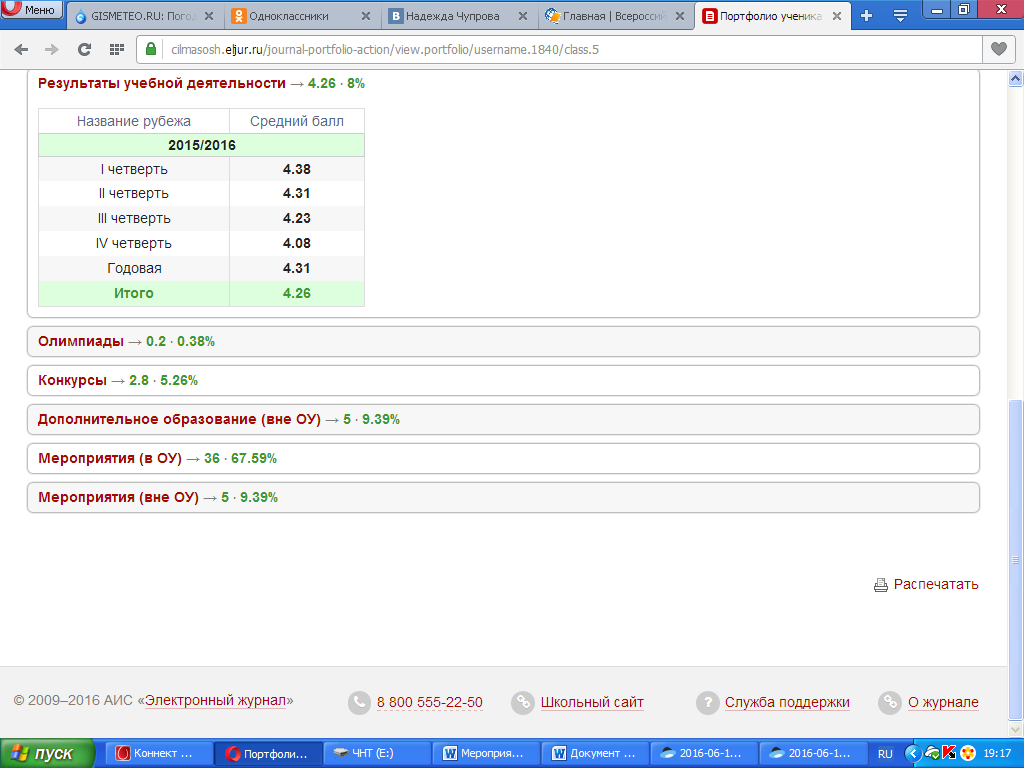 Меню
GISMETEO.RU: Погод
Одноклассники
Надежда Чупрова
Главная | Всероссий
Портфолио ученика
cilmasosh.eljur.ru/journal-portfolio-action/view.portfolio/username.1840/class.5
Результаты учебной деятельности → 4.26 · 8%
Название рубежа Средний балл
2015/2016
I четверть 4.38
II четверть 4.31
III четверть 4.23
IV четверть 4.08
Годовая 4.31
Итого 4.26
Олимпиады → 0.2 · 0.38%
Конкурсы → 2.8 · 5.26%
Дополнительное образование (вне ОУ) → 5 · 9.39%
Мероприятия (в ОУ) → 36 · 67.59%
Мероприятия (вне ОУ) → 5 · 9.39%
Распечатать
© 2009–2016 АИС «Электронный журнал» 8 800 555-22-50 Школьный сайт Служба поддержки О журнале
пуск Коннект ... Портфоли... ЧНТ (E:) Мероприя... Документ ... 2016-06-1... 2016-06-1... RU 19:17